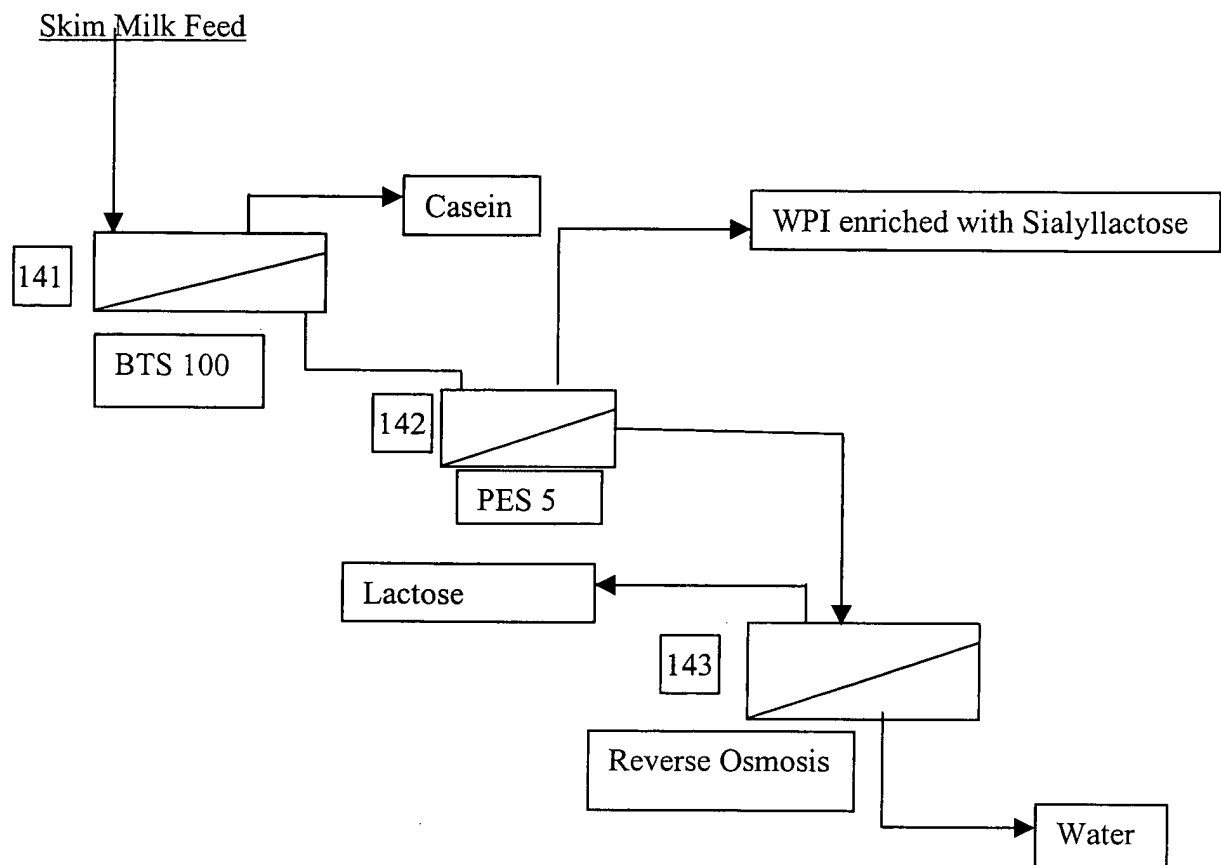 Skim Milk Feed
Casein
WPI enriched with Sialyllactose
141
BTS 100
142
PES 5
Lactose
143
Reverse Osmosis
Water